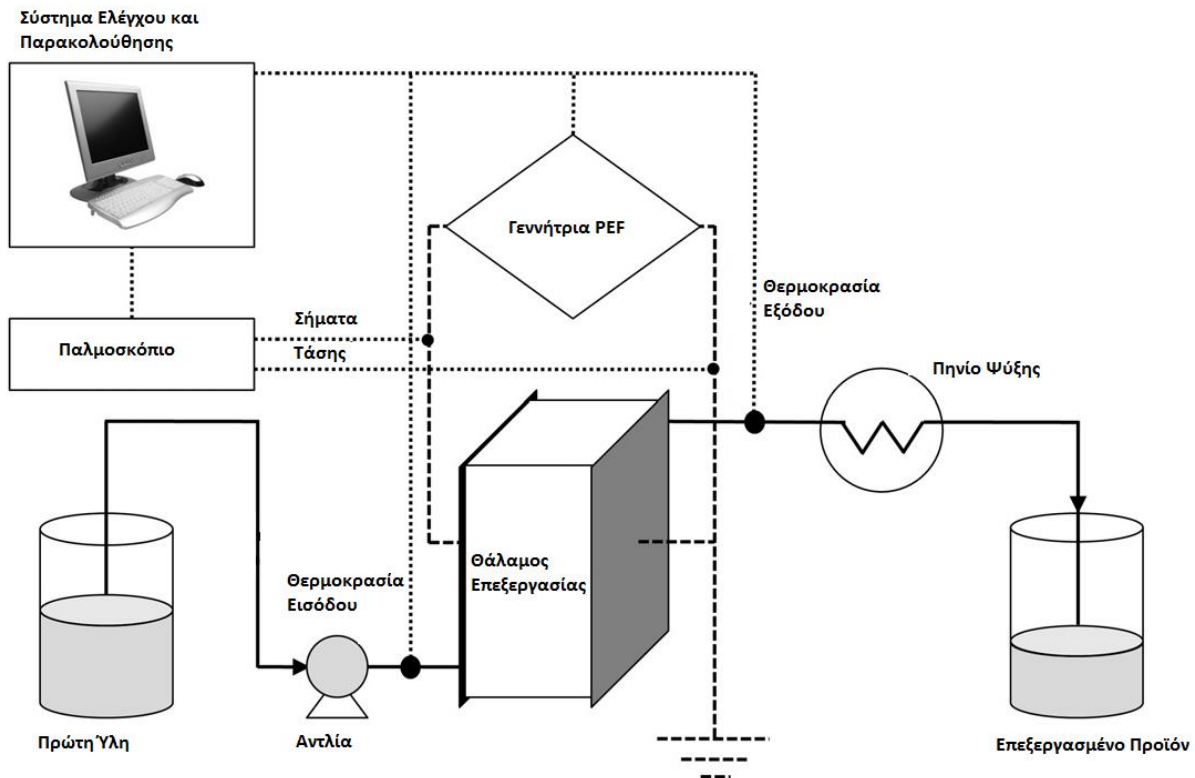 Σύστημα Ελέγχου και
Παρακολούθησης
Γεννήτρια PEF
Θερμοκρασία
Εξόδου
Σήματα
Τάσης
Παλμοσκόπιο
Πηνίο Ψύξης
Θάλαμος
Επεξεργασίας
Θερμοκρασία
Εισόδου
Πρώτη Ύλη
Αντλία
Επεξεργασμένο Προϊόν